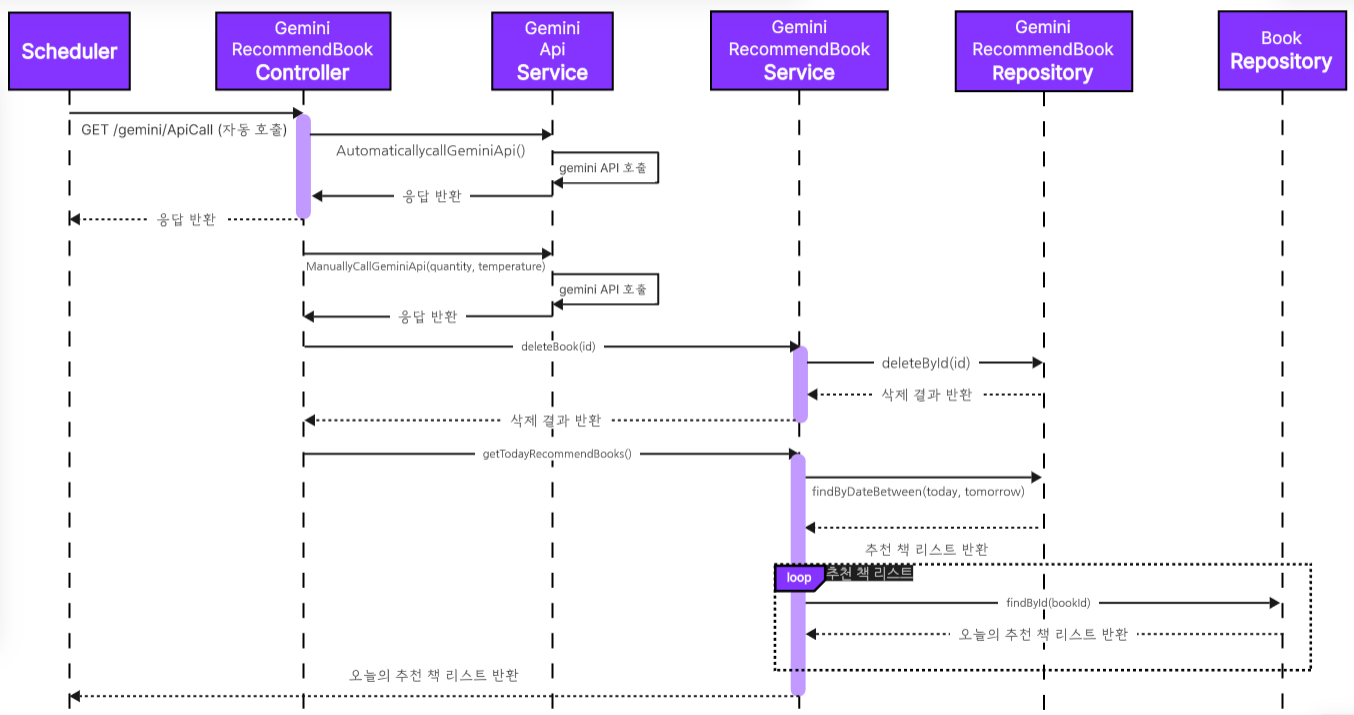 Scheduler
Gemini
RecommendBook
Controller
Gemini
Api
Service
Gemini
RecommendBook
Service
Gemini
RecommendBook
Repository
Book
Repository
GET /gemini/ApiCall (자동 호출)
AutomaticallycallGeminiApi()
gemini API 호출
응답 반환
응답 반환
ManuallyCallGeminiApi(quantity, temperature)
gemini API 호출
응답 반환
deleteBook(id)
deleteById(id)
삭제 결과 반환
삭제 결과 반환
getTodayRecommendBooks()
findByDateBetween(today, tomorrow)
추천 책 리스트 반환
loop
추천 책 리스트
findById(bookId)
오늘의 추천 책 리스트 반환
오늘의 추천 책 리스트 반환